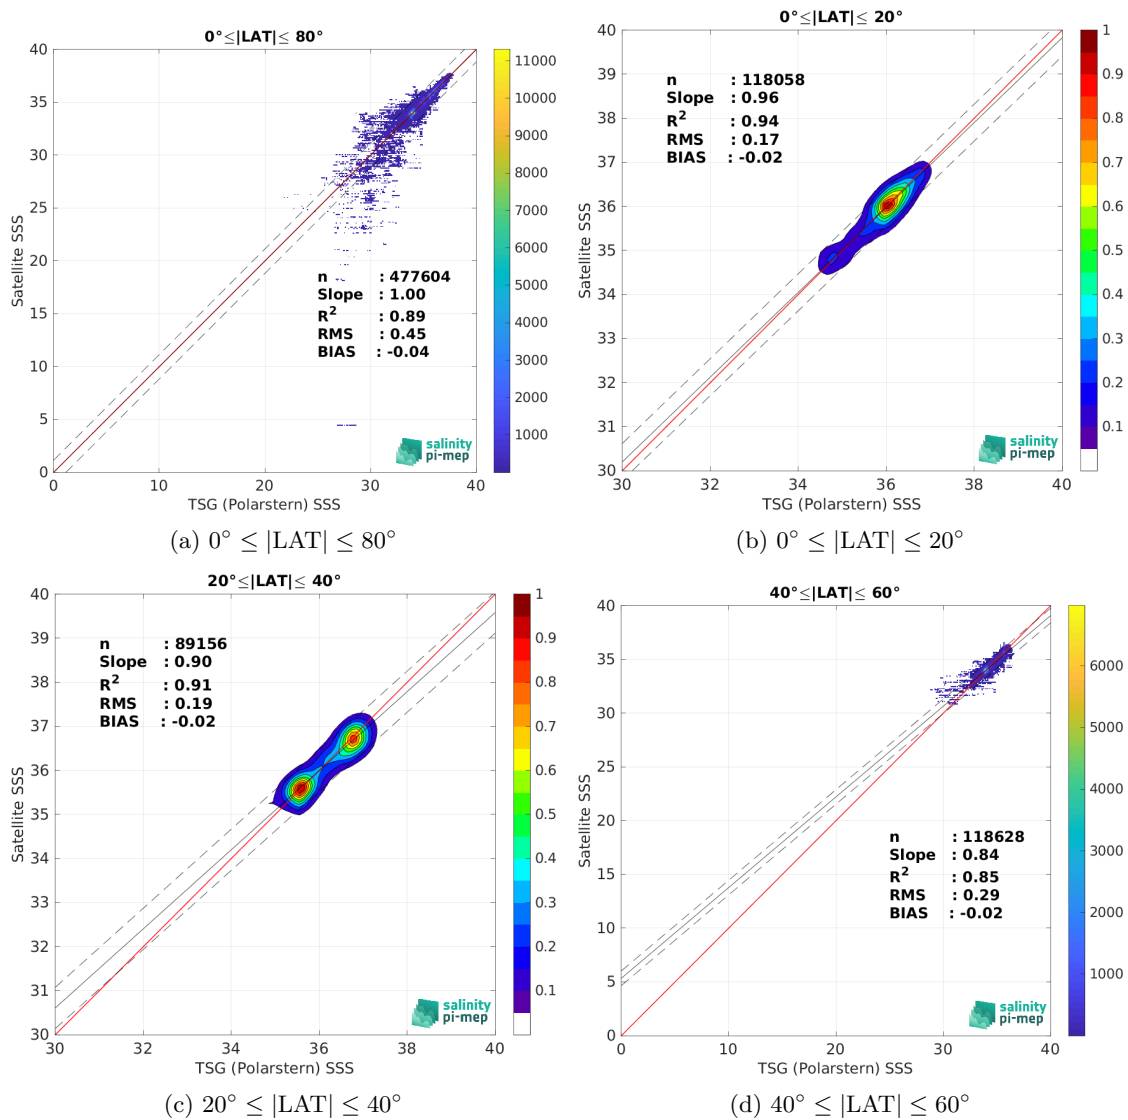 0°≤|LAT|≤ 80°
40
35
30
25
20
15
10
5
0
Satellite SSS
n : 477604
Slope : 1.00
R² : 0.89
RMS : 0.45
BIAS : -0.04
salinity
pi-mep
0 10 20 30 40
TSG (Polarstern) SSS
11000
10000
9000
8000
7000
6000
5000
4000
3000
2000
1000
(a) 0° ≤ |LAT| ≤ 80°
0°≤|LAT|≤ 20°
40
39
38
37
36
35
34
33
32
31
30
Satellite SSS
n : 118058
Slope : 0.96
R² : 0.94
RMS : 0.17
BIAS : -0.02
salinity
pi-mep
30 32 34 36 38 40
TSG (Polarstern) SSS
1
0.9
0.8
0.7
0.6
0.5
0.4
0.3
0.2
0.1
(b) 0° ≤ |LAT| ≤ 20°
20°≤|LAT|≤ 40°
40
39
38
37
36
35
34
33
32
31
30
Satellite SSS
n : 89156
Slope : 0.90
R² : 0.91
RMS : 0.19
BIAS : -0.02
salinity
pi-mep
30 32 34 36 38 40
TSG (Polarstern) SSS
1
0.9
0.8
0.7
0.6
0.5
0.4
0.3
0.2
0.1
(c) 20° ≤ |LAT| ≤ 40°
40°≤|LAT|≤ 60°
40
35
30
25
20
15
10
5
0
Satellite SSS
n : 118628
Slope : 0.84
R² : 0.85
RMS : 0.29
BIAS : -0.02
salinity
pi-mep
0 10 20 30 40
TSG (Polarstern) SSS
6000
5000
4000
3000
2000
1000
(d) 40° ≤ |LAT| ≤ 60°